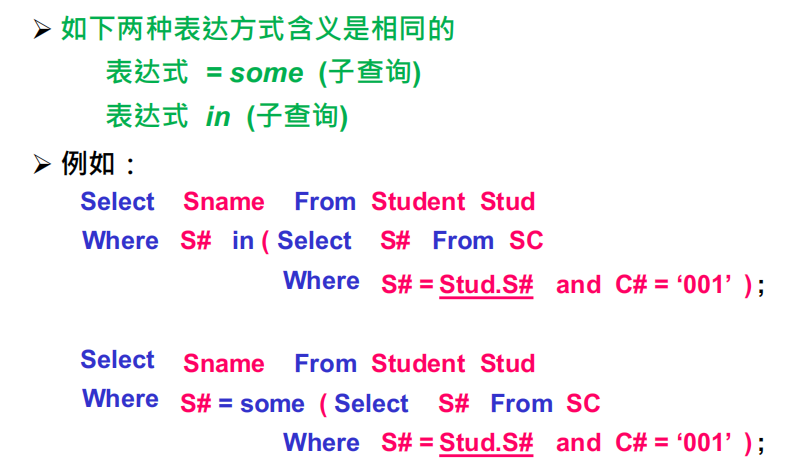 ➢ 如下两种表达方式含义是相同的
表达式 = some (子查询)
表达式 in (子查询)
➢ 例如：
Select Sname From Student Stud
Where S# in ( Select S# From SC
Where S# = Stud.S# and C# = ‘001’ ) ;
Select Sname From Student Stud
Where S# = some ( Select S# From SC
Where S# = Stud.S# and C# = ‘001’ ) ;